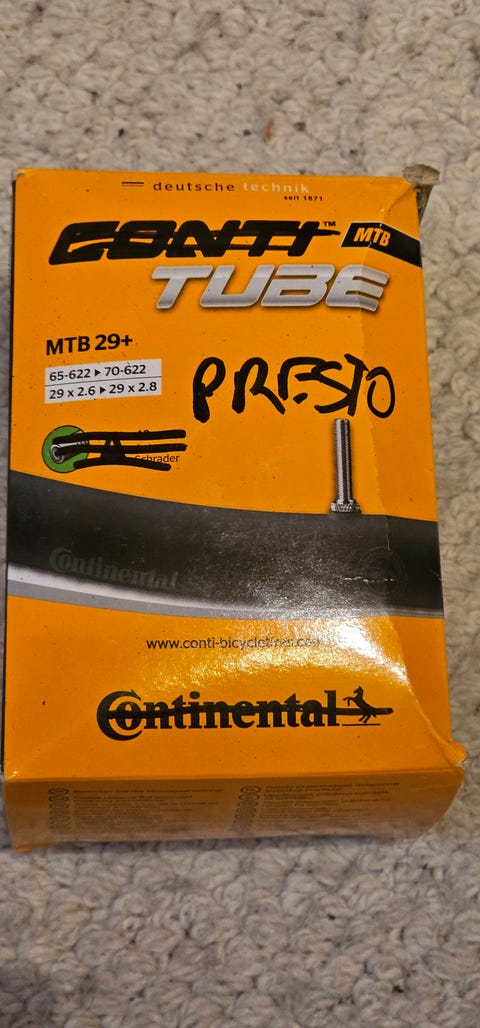 deutsche technik
seit 1871
CONTI™ MTB
TUBE
MTB 29+
65-622 ▸ 70-622
29 x 2.6 ▸ 29 x 2.8
PRESTO
A
Schrader
Continental
www.conti-bicycletires.com
Continental